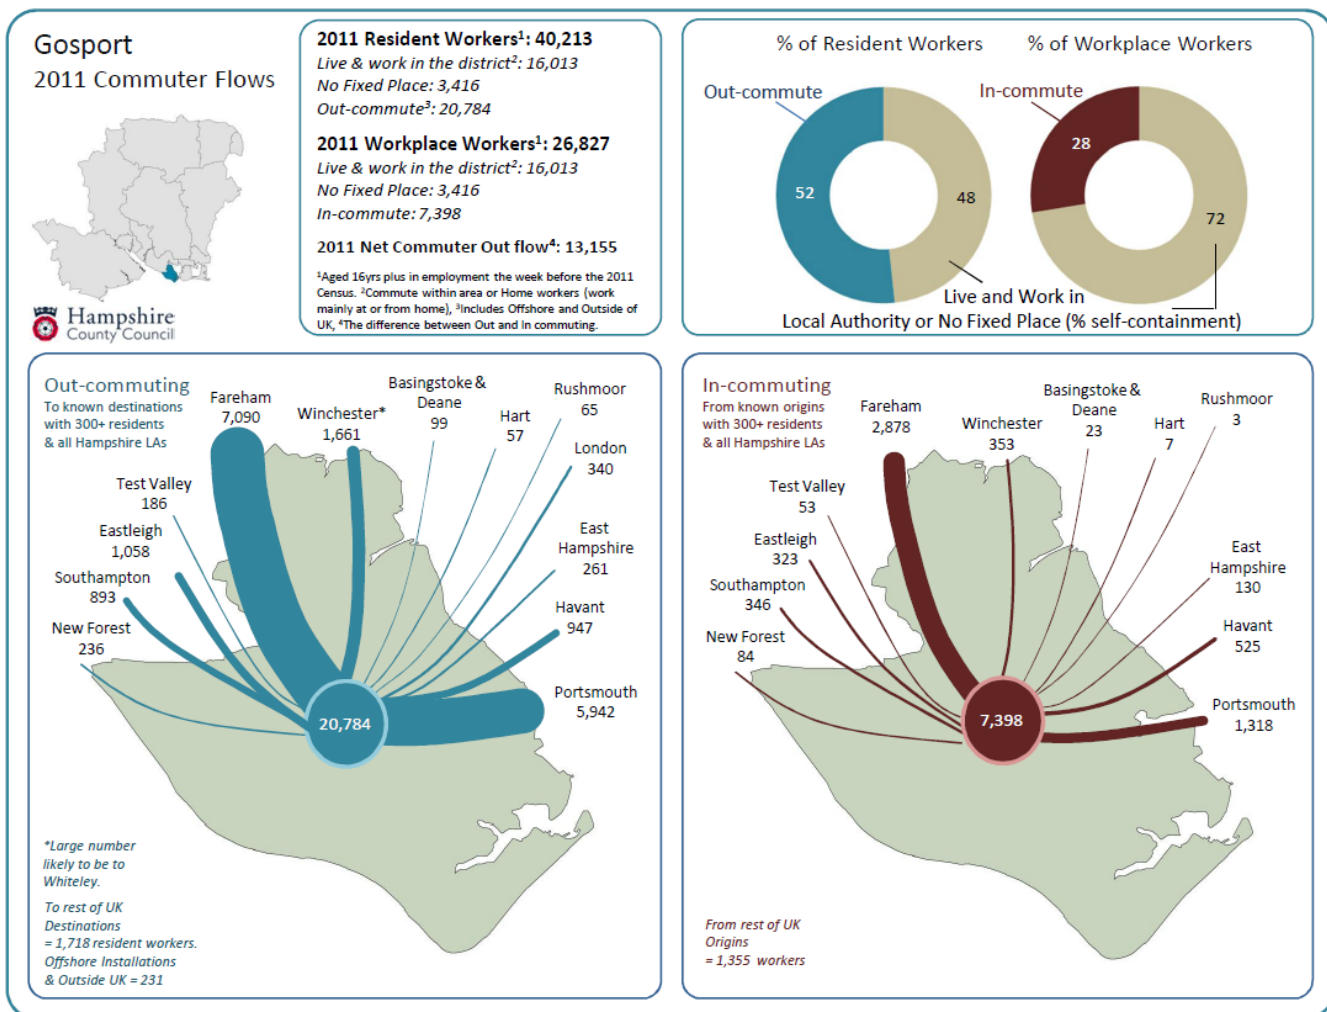 Gosport
2011 Commuter Flows
Hampshire
County Council
2011 Resident Workers¹: 40,213
Live & work in the district²: 16,013
No Fixed Place: 3,416
Out-commute³: 20,784
2011 Workplace Workers¹: 26,827
Live & work in the district²: 16,013
No Fixed Place: 3,416
In-commute: 7,398
2011 Net Commuter Out flow⁴: 13,155
¹Aged 16yrs plus in employment the week before the 2011
Census. ²Commute within area or Home workers (work
mainly at or from home), ³Includes Offshore and Outside of
UK, ⁴The difference between Out and In commuting.
% of Resident Workers
% of Workplace Workers
Out-commute
In-commute
52
48
28
72
Live and Work in
Local Authority or No Fixed Place (% self-containment)
Out-commuting
To known destinations
with 300+ residents
& all Hampshire LAs
Fareham
7,090
Winchester*
1,661
Basingstoke &
Deane
99
Hart
57
Rushmoor
65
London
340
Test Valley
186
Eastleigh
1,058
Southampton
893
New Forest
236
East
Hampshire
261
Havant
947
Portsmouth
5,942
20,784
*Large number
likely to be to
Whiteley.
To rest of UK
Destinations
= 1,718 resident workers.
Offshore Installations
& Outside UK = 231
In-commuting
From known origins
with 300+ residents
& all Hampshire LAs
Fareham
2,878
Winchester
353
Basingstoke &
Deane
23
Hart
7
Rushmoor
3
Test Valley
53
Eastleigh
323
Southampton
346
New Forest
84
East
Hampshire
130
Havant
525
Portsmouth
1,318
7,398
From rest of UK
Origins
= 1,355 workers